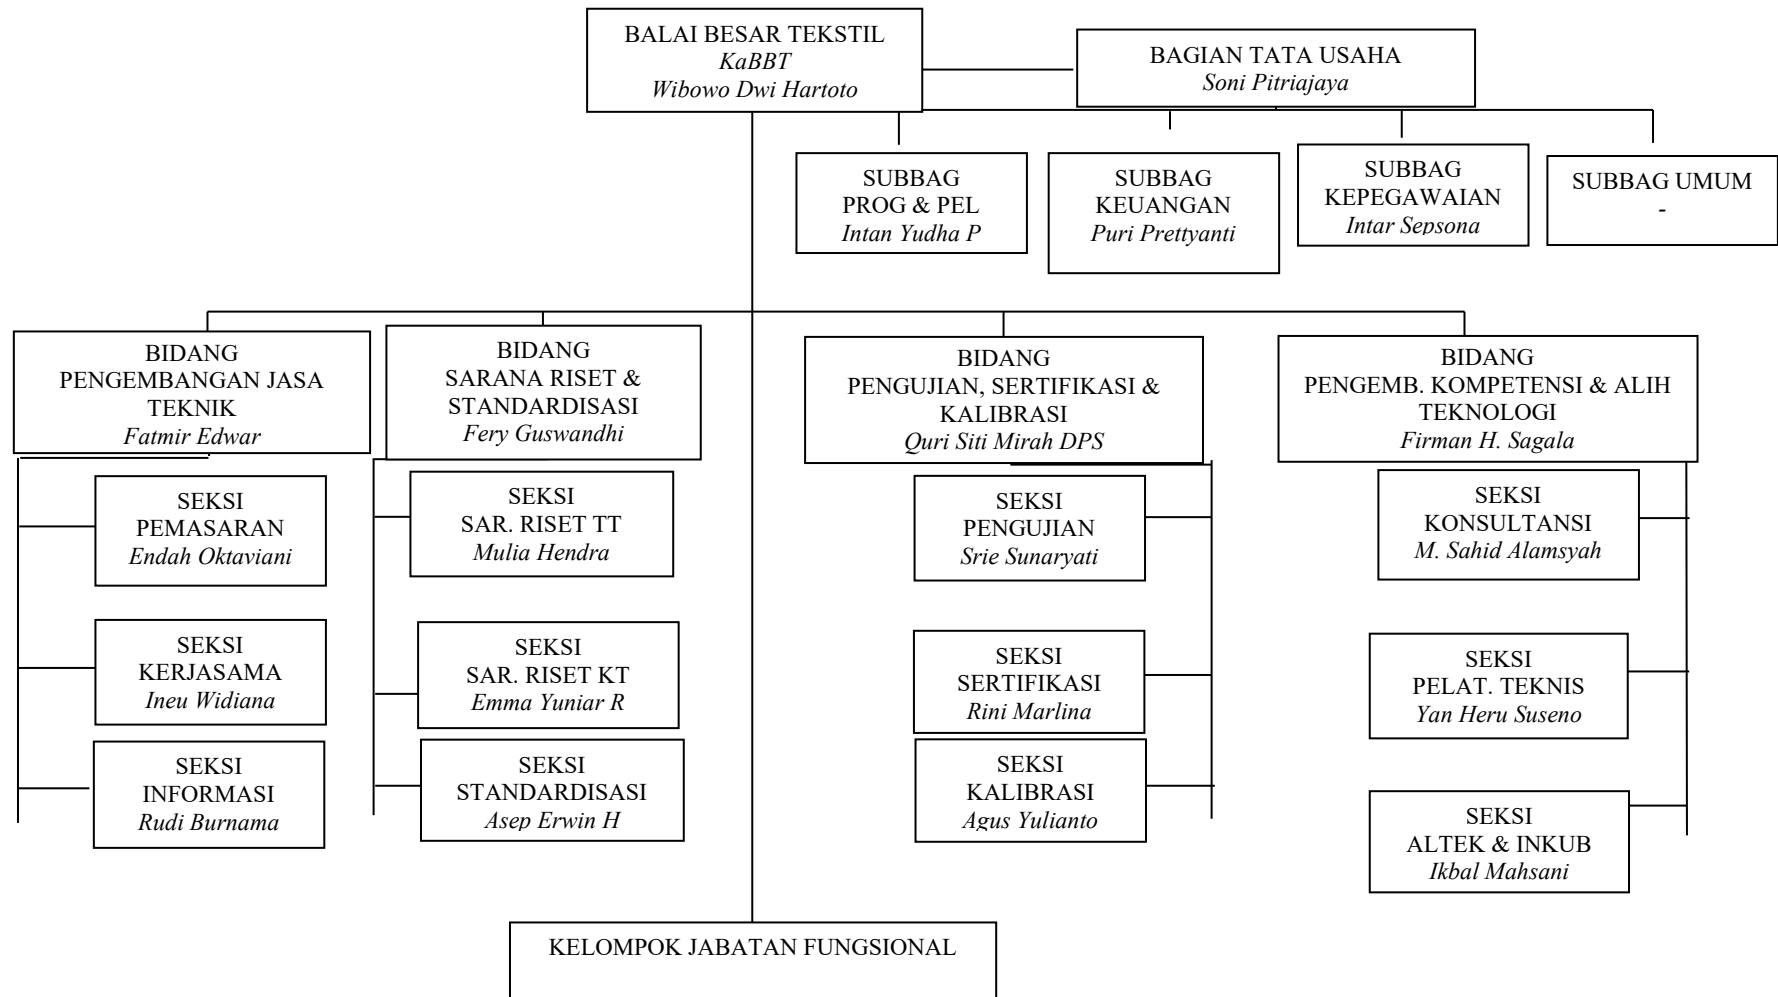 BALAI BESAR TEKSTIL
KaBBT
Wibowo Dwi Hartoto
BAGIAN TATA USAHA
Soni Pitriajaya
SUBBAG
PROG & PEL
Intan Yudha P
SUBBAG
KEUANGAN
Puri Prettyanti
SUBBAG
KEPEGAWAIAN
Intar Sepsona
SUBBAG UMUM
-
BIDANG
PENGEMBANGAN JASA
TEKNIK
Fatmir Edwar
BIDANG
SARANA RISET &
STANDARDISASI
Fery Guswandhi
BIDANG
PENGUJIAN, SERTIFIKASI &
KALIBRASI
Quri Siti Mirah DPS
BIDANG
PENGEMB. KOMPETENSI & ALIH
TEKNOLOGI
Firman H. Sagala
SEKSI
PEMASARAN
Endah Oktaviani
SEKSI
SAR. RISET TT
Mulia Hendra
SEKSI
PENGUJIAN
Srie Sunaryati
SEKSI
KONSULTANSI
M. Sahid Alamsyah
SEKSI
KERJASAMA
Ineu Widiana
SEKSI
SAR. RISET KT
Emma Yuniar R
SEKSI
SERTIFIKASI
Rini Marlina
SEKSI
PELAT. TEKNIS
Yan Heru Suseno
SEKSI
INFORMASI
Rudi Burnama
SEKSI
STANDARDISASI
Asep Erwin H
SEKSI
KALIBRASI
Agus Yulianto
SEKSI
ALTEK & INKUB
Ikbal Mahsani
KELOMPOK JABATAN FUNGSIONAL